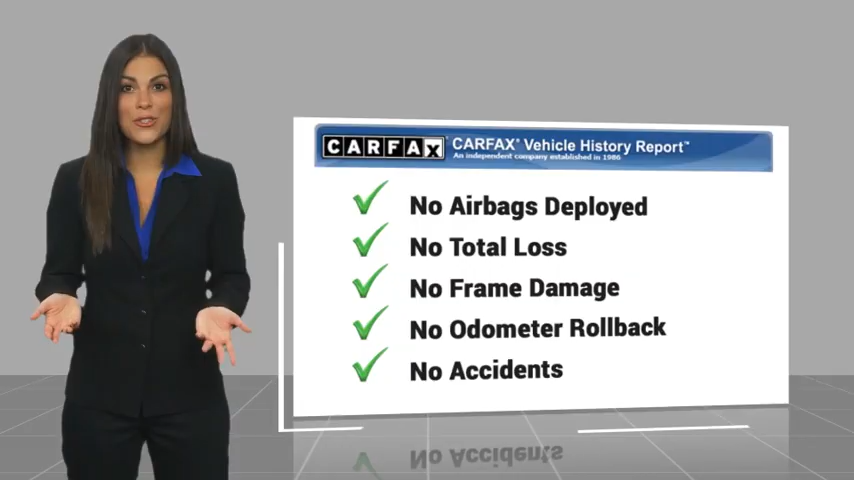 CARFAX
CARFAX® Vehicle History Report™
An independent company established in 1986
No Airbags Deployed
No Total Loss
No Frame Damage
No Odometer Rollback
No Accidents
No Accidents